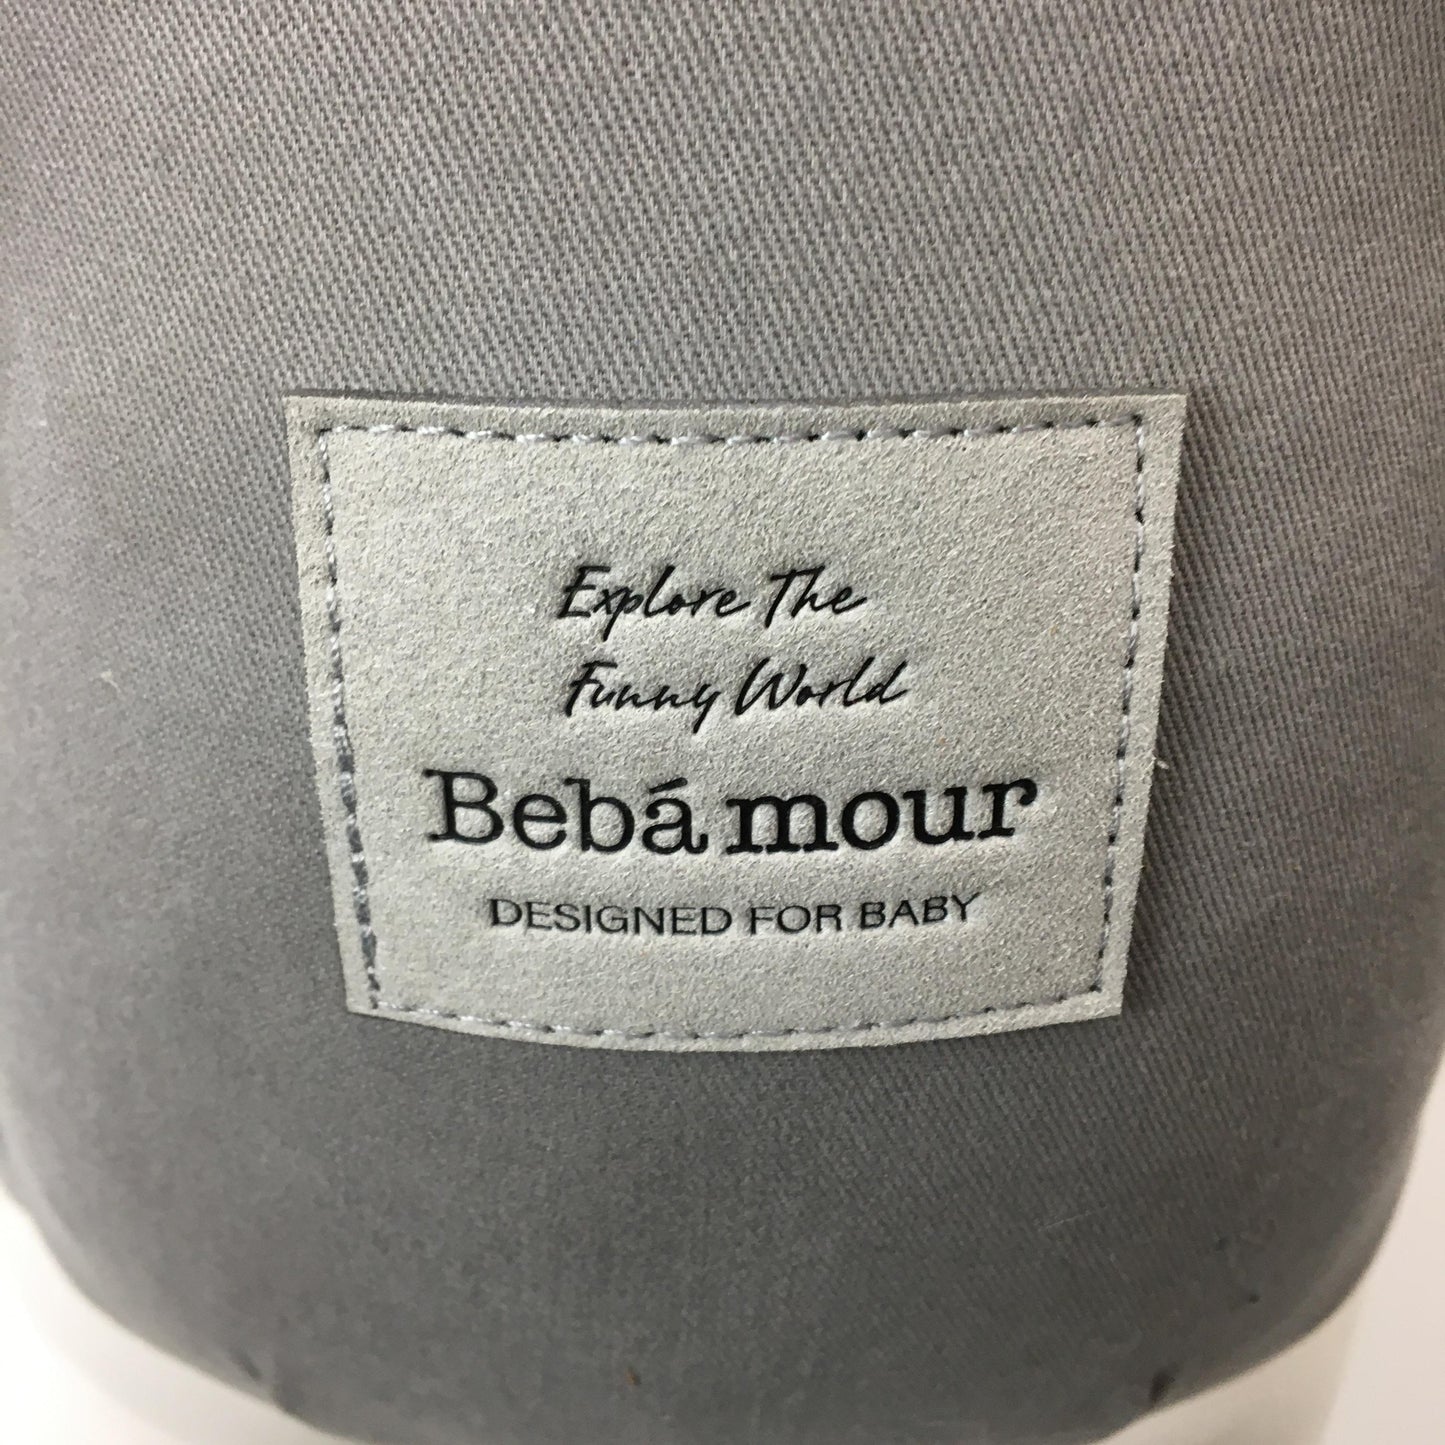 Explore The
Funny World
Bebá mour
DESIGNED FOR BABY